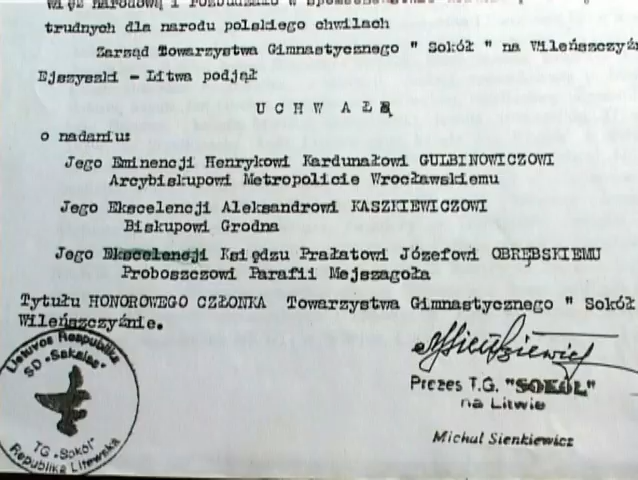 trudnych dla narodu polskiego chwilach
Zarząd Towarzystwa Gimnastycznego " Sokół " na Wileńszczyź
Ejszyszki - Litwa podjął
U C H W A Ł Ę
o nadaniu:
Jego Eminencji Henrykowi Kardunałowi GULBINOWICZOWI
Arcybiskupowi Metropolicie Wrocławskiemu
Jego Ekscelencji Aleksandrowi KASZKIEWICZOWI
Biskupowi Grodna
Jego Ekscelencji Księdzu Prałatowi Józefowi OBRĘBSKIEMU
Proboszczowi Parafii Mejszagoła
Tytułu HONOROWEGO CZŁONKA Towarzystwa Gimnastycznego " Sokół
Wileńszczyźnie.
Lietuvos Respublika
SD „Sakalas"
TG „Sokół"
Republika Litewska
Prezes T.G. "SOKÓŁ"
na Litwie
Michał Sienkiewicz